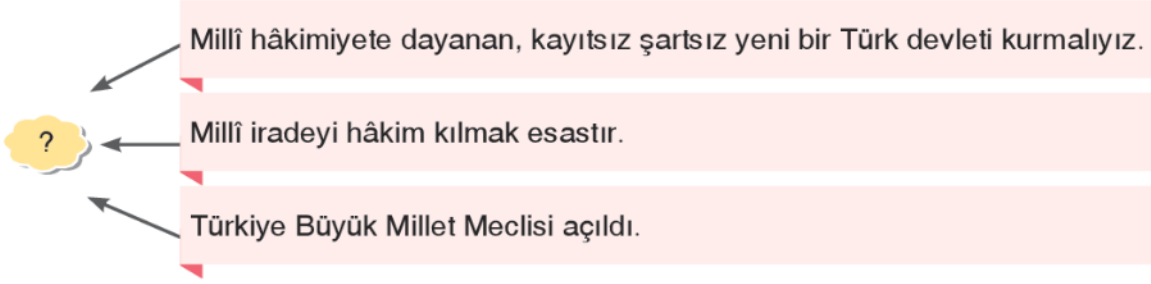 Millî hâkimiyete dayanan, kayıtsız şartsız yeni bir Türk devleti kurmalıyız.
?
Millî iradeyi hâkim kılmak esastır.
Türkiye Büyük Millet Meclisi açıldı.